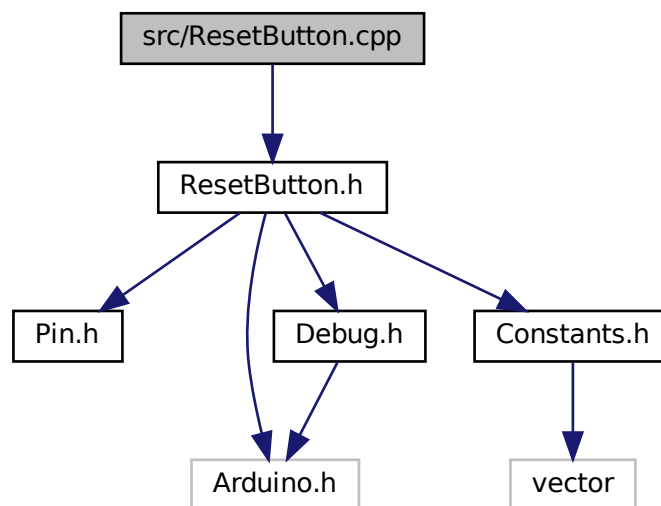 src/ResetButton.cpp
ResetButton.h
Pin.h
Debug.h
Constants.h
Arduino.h
vector